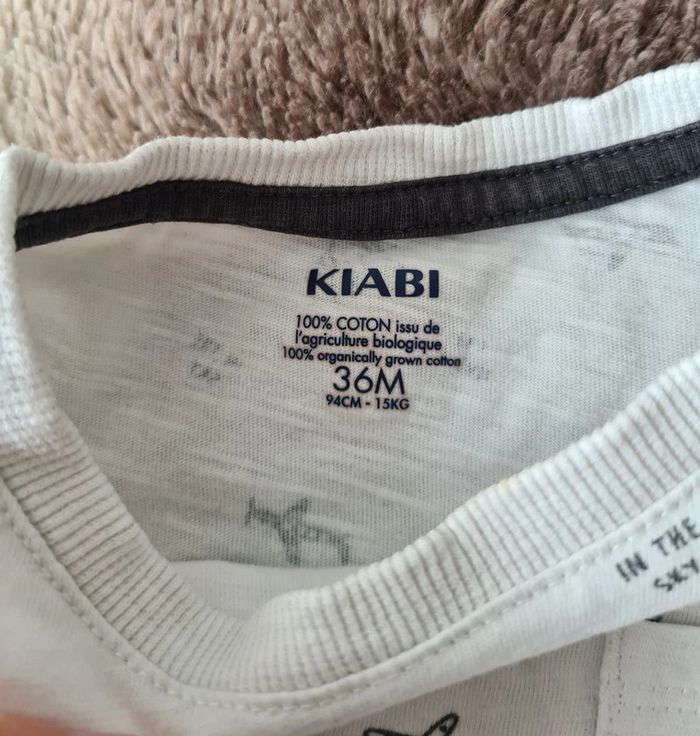 KIABI
100% COTON issu de
l'agriculture biologique
100% organically grown cotton
36M
94CM - 15KG
IN THE
SKY